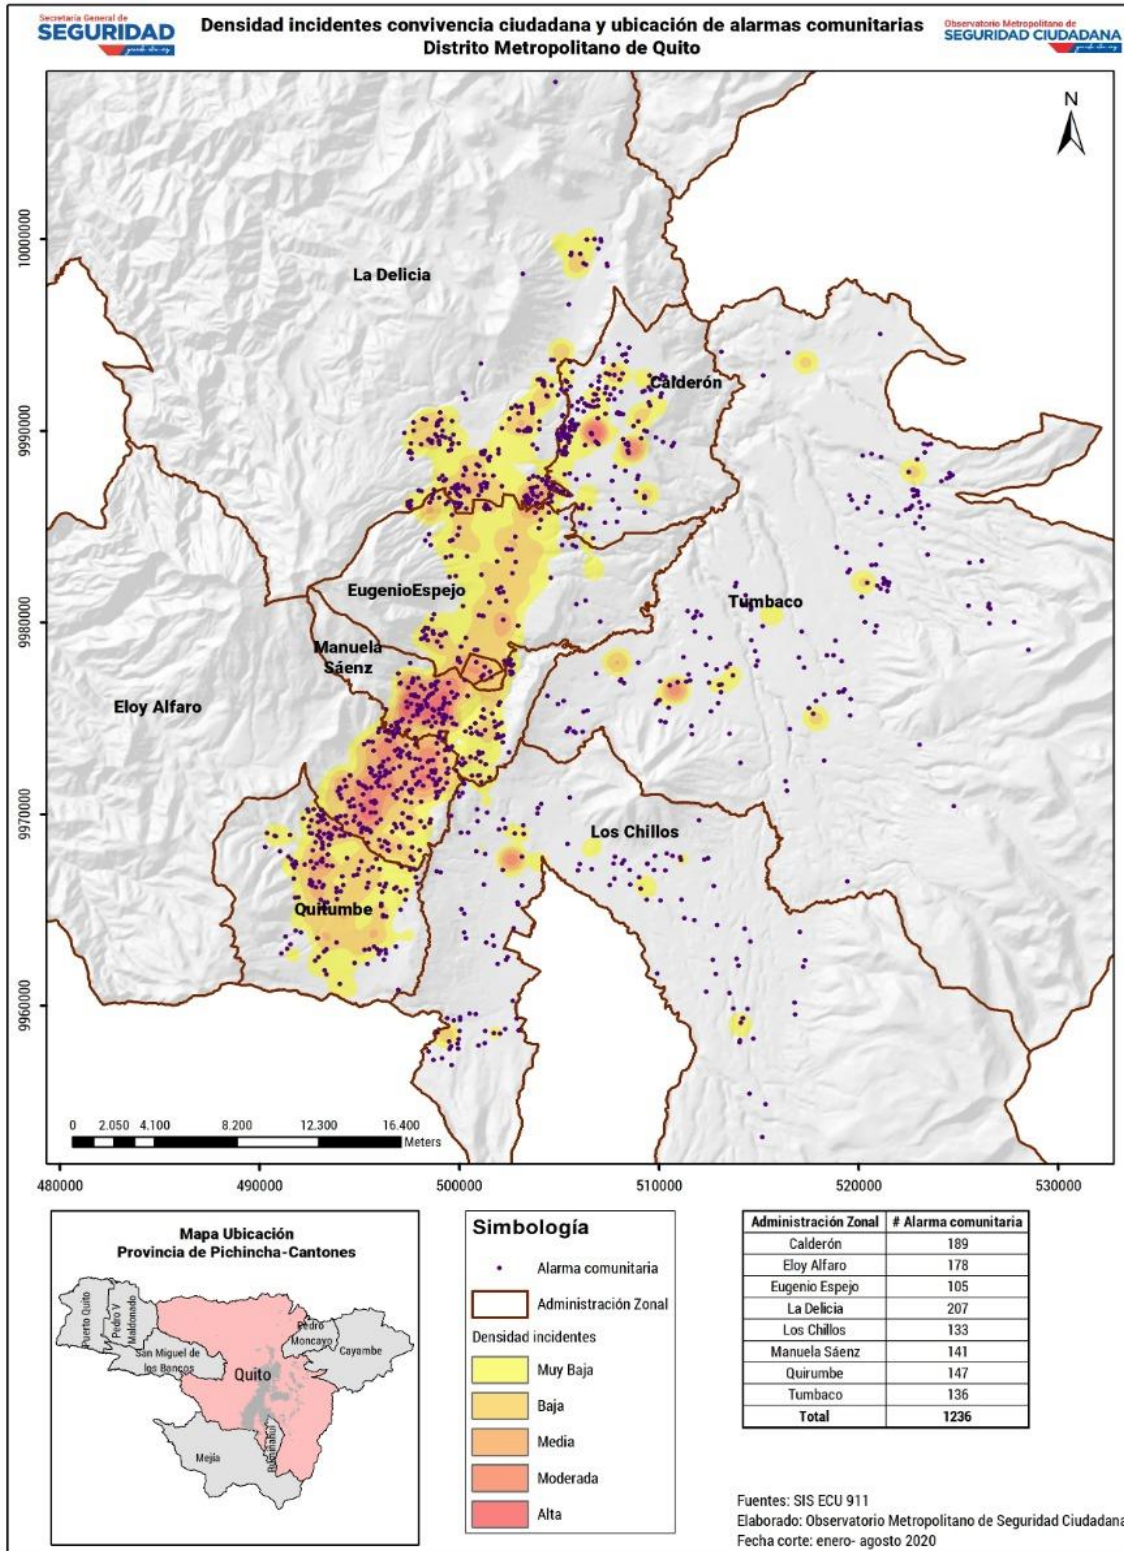 Secretaría General de
SEGURIDAD
grande otra vez
Densidad incidentes convivencia ciudadana y ubicación de alarmas comunitarias
Distrito Metropolitano de Quito
Observatorio Metropolitano de
SEGURIDAD CIUDADANA
grande otra vez
N
10000000
9990000
9980000
9970000
9960000
La Delicia
Calderón
EugenioEspejo
Tumbaco
Manuela
Sáenz
Eloy Alfaro
Los Chillos
Quitumbe
0 2.050 4.100 8.200 12.300 16.400
Meters
480000 490000 500000 510000 520000 530000
Mapa Ubicación
Provincia de Pichincha-Cantones
Puerto Quito
Pedro V
Maldonado
San Miguel de
los Bancos
Quito
Pedro
Moncayo
Cayambe
Mejía
Rumiñahui
Simbología
Alarma comunitaria
Administración Zonal
Densidad incidentes
Muy Baja
Baja
Media
Moderada
Alta
Administración Zonal # Alarma comunitaria
Calderón 189
Eloy Alfaro 178
Eugenio Espejo 105
La Delicia 207
Los Chillos 133
Manuela Sáenz 141
Quirumbe 147
Tumbaco 136
Total 1236
Fuentes: SIS ECU 911
Elaborado: Observatorio Metropolitano de Seguridad Ciudadana
Fecha corte: enero- agosto 2020